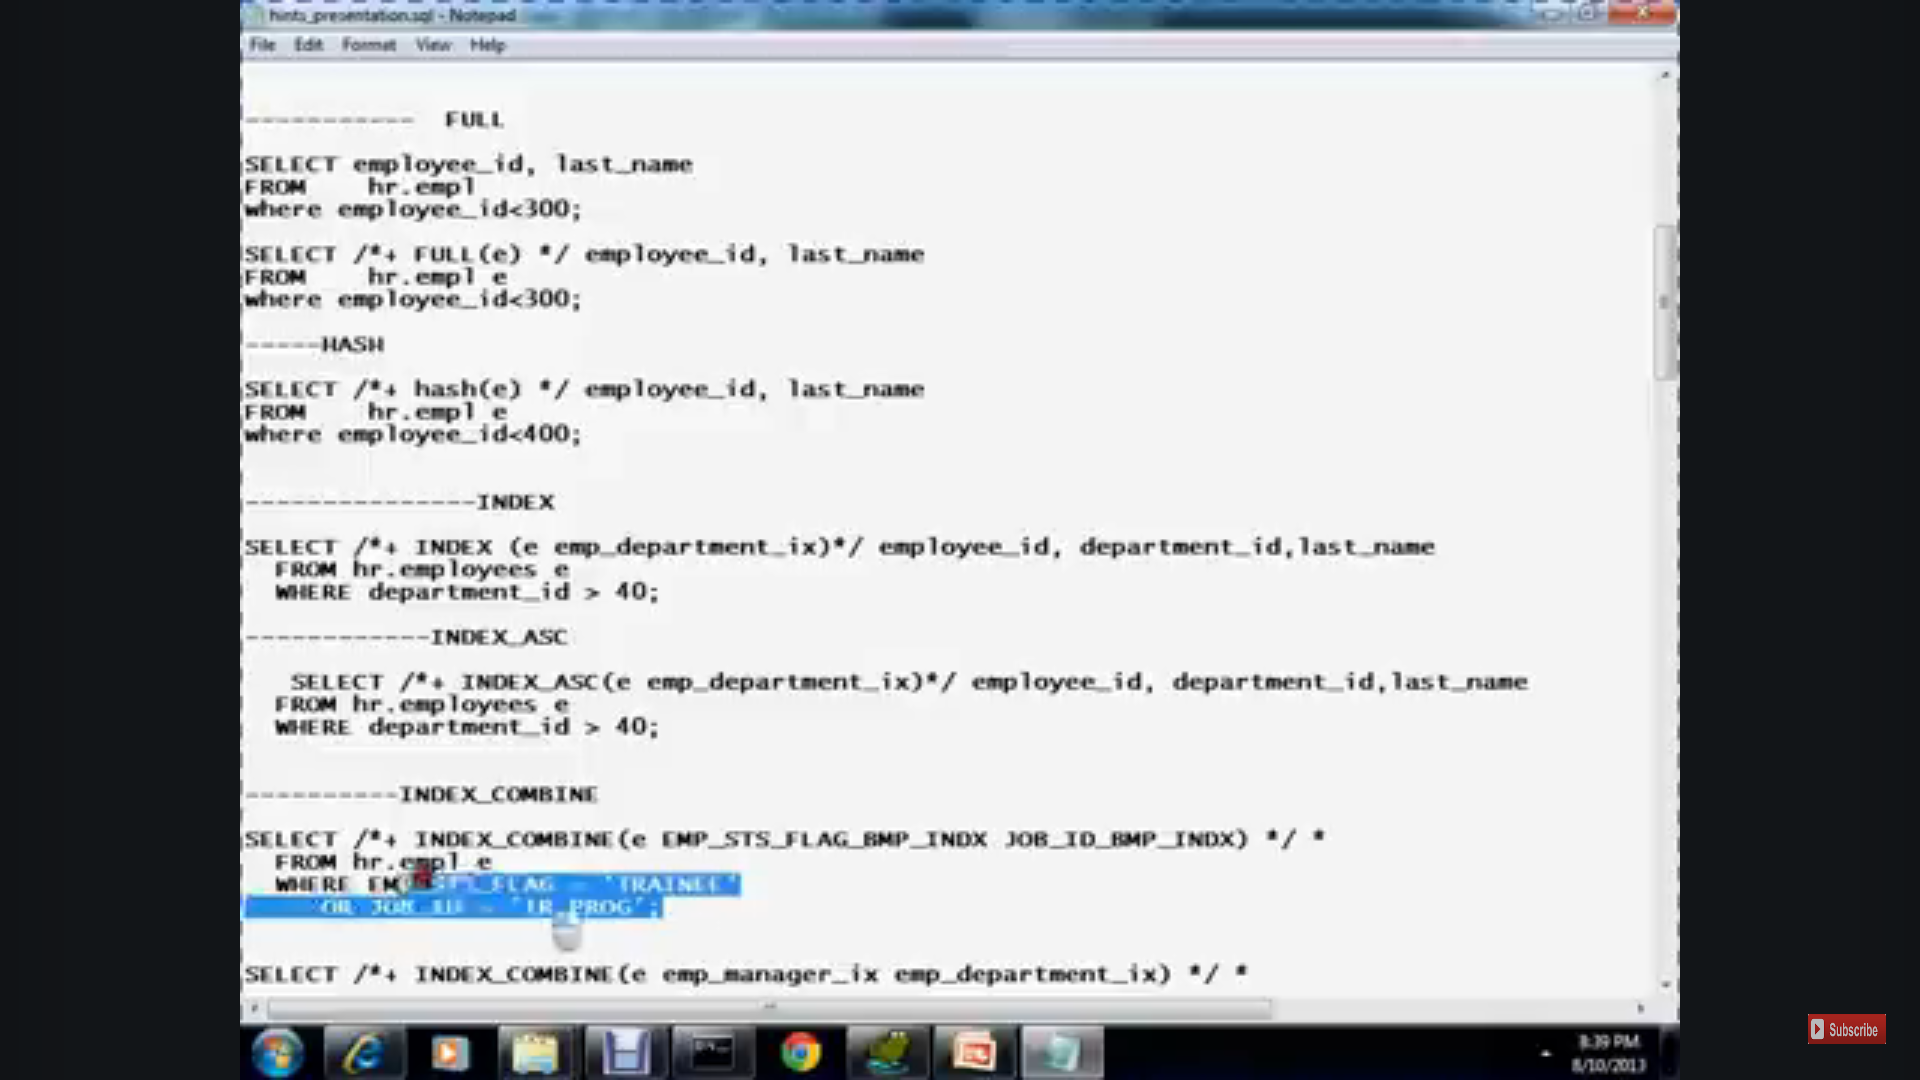 hints_presentation.sql - Notepad
File Edit Format View Help
----------- FULL
SELECT employee_id, last_name
FROM hr.empl
where employee_id<300;
SELECT /*+ FULL(e) */ employee_id, last_name
FROM hr.empl e
where employee_id<300;
-----HASH
SELECT /*+ hash(e) */ employee_id, last_name
FROM hr.empl e
where employee_id<400;
---------------INDEX
SELECT /*+ INDEX (e emp_department_ix)*/ employee_id, department_id,last_name
FROM hr.employees e
WHERE department_id > 40;
------------INDEX_ASC
SELECT /*+ INDEX_ASC(e emp_department_ix)*/ employee_id, department_id,last_name
FROM hr.employees e
WHERE department_id > 40;
----------INDEX_COMBINE
SELECT /*+ INDEX_COMBINE(e EMP_STS_FLAG_BMP_INDX JOB_ID_BMP_INDX) */ *
FROM hr.empl e
WHERE = 'TRAINEE'
OR JOB_ID = ;
SELECT /*+ INDEX_COMBINE(e emp_manager_ix emp_department_ix) */ *
8:39 PM
8/10/2013
Subscribe